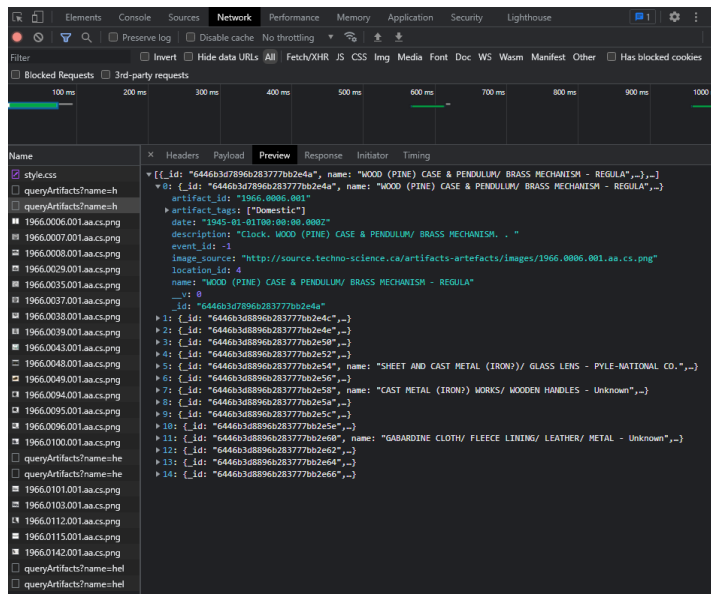 Elements Console Sources Network Performance Memory Application Security Lighthouse 1
Preserve log Disable cache No throttling
Filter Invert Hide data URLs All Fetch/XHR JS CSS Img Media Font Doc WS Wasm Manifest Other Has blocked cookies
Blocked Requests 3rd-party requests
100 ms 200 ms 300 ms 400 ms 500 ms 600 ms 700 ms 800 ms 900 ms 1000
Name × Headers Payload Preview Response Initiator Timing
style.css
queryArtifacts?name=h
queryArtifacts?name=h
1966.0006.001.aa.cs.png
1966.0007.001.aa.cs.png
1966.0008.001.aa.cs.png
1966.0029.001.aa.cs.png
1966.0035.001.aa.cs.png
1966.0037.001.aa.cs.png
1966.0038.001.aa.cs.png
1966.0039.001.aa.cs.png
1966.0043.001.aa.cs.png
1966.0048.001.aa.cs.png
1966.0049.001.aa.cs.png
1966.0094.001.aa.cs.png
1966.0095.001.aa.cs.png
1966.0096.001.aa.cs.png
1966.0100.001.aa.cs.png
queryArtifacts?name=he
queryArtifacts?name=he
1966.0101.001.aa.cs.png
1966.0103.001.aa.cs.png
1966.0112.001.aa.cs.png
1966.0115.001.aa.cs.png
1966.0142.001.aa.cs.png
queryArtifacts?name=hel
queryArtifacts?name=hel
[{_id: "6446b3d7896b283777bb2e4a", name: "WOOD (PINE) CASE & PENDULUM/ BRASS MECHANISM - REGULA",…},…]
0: {_id: "6446b3d7896b283777bb2e4a", name: "WOOD (PINE) CASE & PENDULUM/ BRASS MECHANISM - REGULA",…}
artifact_id: "1966.0006.001"
artifact_tags: ["Domestic"]
date: "1945-01-01T00:00:00.000Z"
description: "Clock. WOOD (PINE) CASE & PENDULUM/ BRASS MECHANISM. . "
event_id: -1
image_source: "http://source.techno-science.ca/artifacts-artefacts/images/1966.0006.001.aa.cs.png"
location_id: 4
name: "WOOD (PINE) CASE & PENDULUM/ BRASS MECHANISM - REGULA"
__v: 0
_id: "6446b3d7896b283777bb2e4a"
1: {_id: "6446b3d8896b283777bb2e4c",…}
2: {_id: "6446b3d8896b283777bb2e4e",…}
3: {_id: "6446b3d8896b283777bb2e50",…}
4: {_id: "6446b3d8896b283777bb2e52",…}
5: {_id: "6446b3d8896b283777bb2e54", name: "SHEET AND CAST METAL (IRON?)/ GLASS LENS - PYLE-NATIONAL CO.",…}
6: {_id: "6446b3d8896b283777bb2e56",…}
7: {_id: "6446b3d8896b283777bb2e58", name: "CAST METAL (IRON?) WORKS/ WOODEN HANDLES - Unknown",…}
8: {_id: "6446b3d8896b283777bb2e5a",…}
9: {_id: "6446b3d8896b283777bb2e5c",…}
10: {_id: "6446b3d8896b283777bb2e5e",…}
11: {_id: "6446b3d8896b283777bb2e60", name: "GABARDINE CLOTH/ FLEECE LINING/ LEATHER/ METAL - Unknown",…}
12: {_id: "6446b3d8896b283777bb2e62",…}
13: {_id: "6446b3d8896b283777bb2e64",…}
14: {_id: "6446b3d8896b283777bb2e66",…}